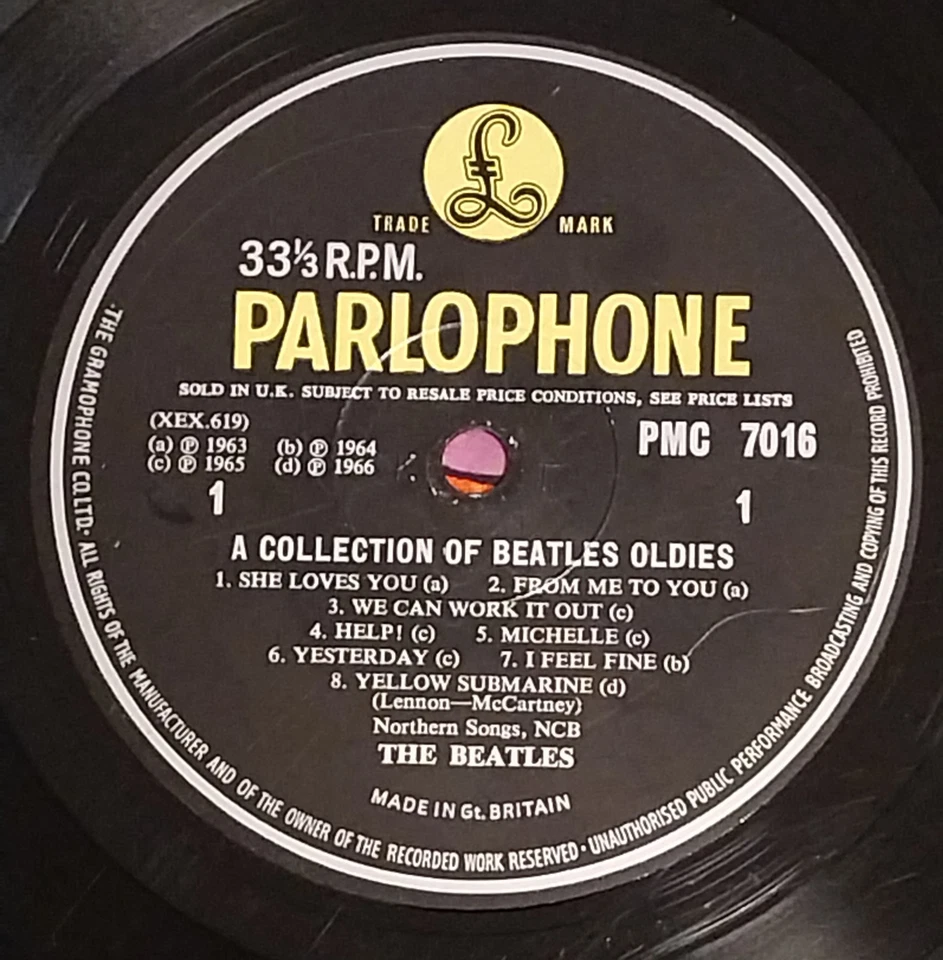 £
TRADE MARK
33⅓ R.P.M.
PARLOPHONE
SOLD IN U.K. SUBJECT TO RESALE PRICE CONDITIONS, SEE PRICE LISTS
(XEX.619)
(a) ℗ 1963 (b) ℗ 1964
(c) ℗ 1965 (d) ℗ 1966
PMC 7016
1 1
A COLLECTION OF BEATLES OLDIES
1. SHE LOVES YOU (a) 2. FROM ME TO YOU (a)
3. WE CAN WORK IT OUT (c)
4. HELP! (c) 5. MICHELLE (c)
6. YESTERDAY (c) 7. I FEEL FINE (b)
8. YELLOW SUBMARINE (d)
(Lennon—McCartney)
Northern Songs, NCB
THE BEATLES
MADE IN Gt. BRITAIN
THE GRAMOPHONE CO. LTD. · ALL RIGHTS OF THE MANUFACTURER AND OF THE OWNER OF THE RECORDED WORK RESERVED · UNAUTHORISED PUBLIC PERFORMANCE BROADCASTING AND COPYING OF THIS RECORD PROHIBITED